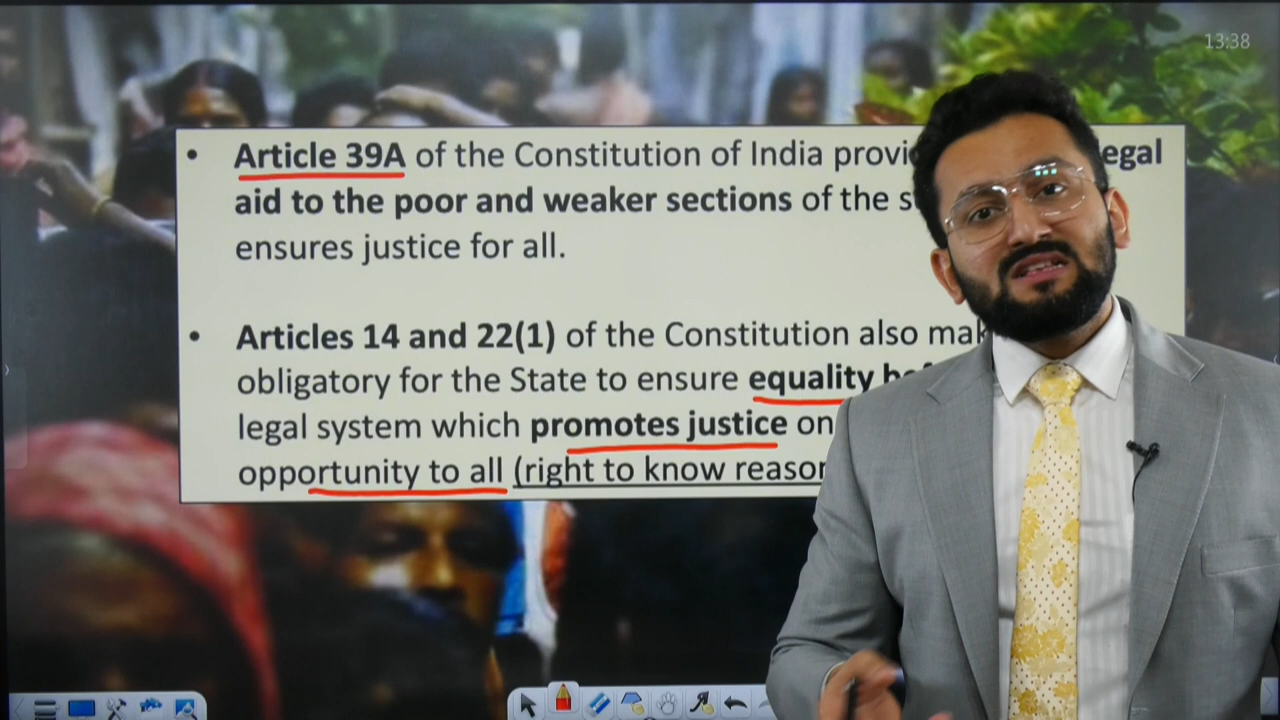 13:38
• Article 39A of the Constitution of India provi egal
aid to the poor and weaker sections of the s
ensures justice for all.
• Articles 14 and 22(1) of the Constitution also mak
obligatory for the State to ensure equality bef
legal system which promotes justice on
opportunity to all (right to know reason